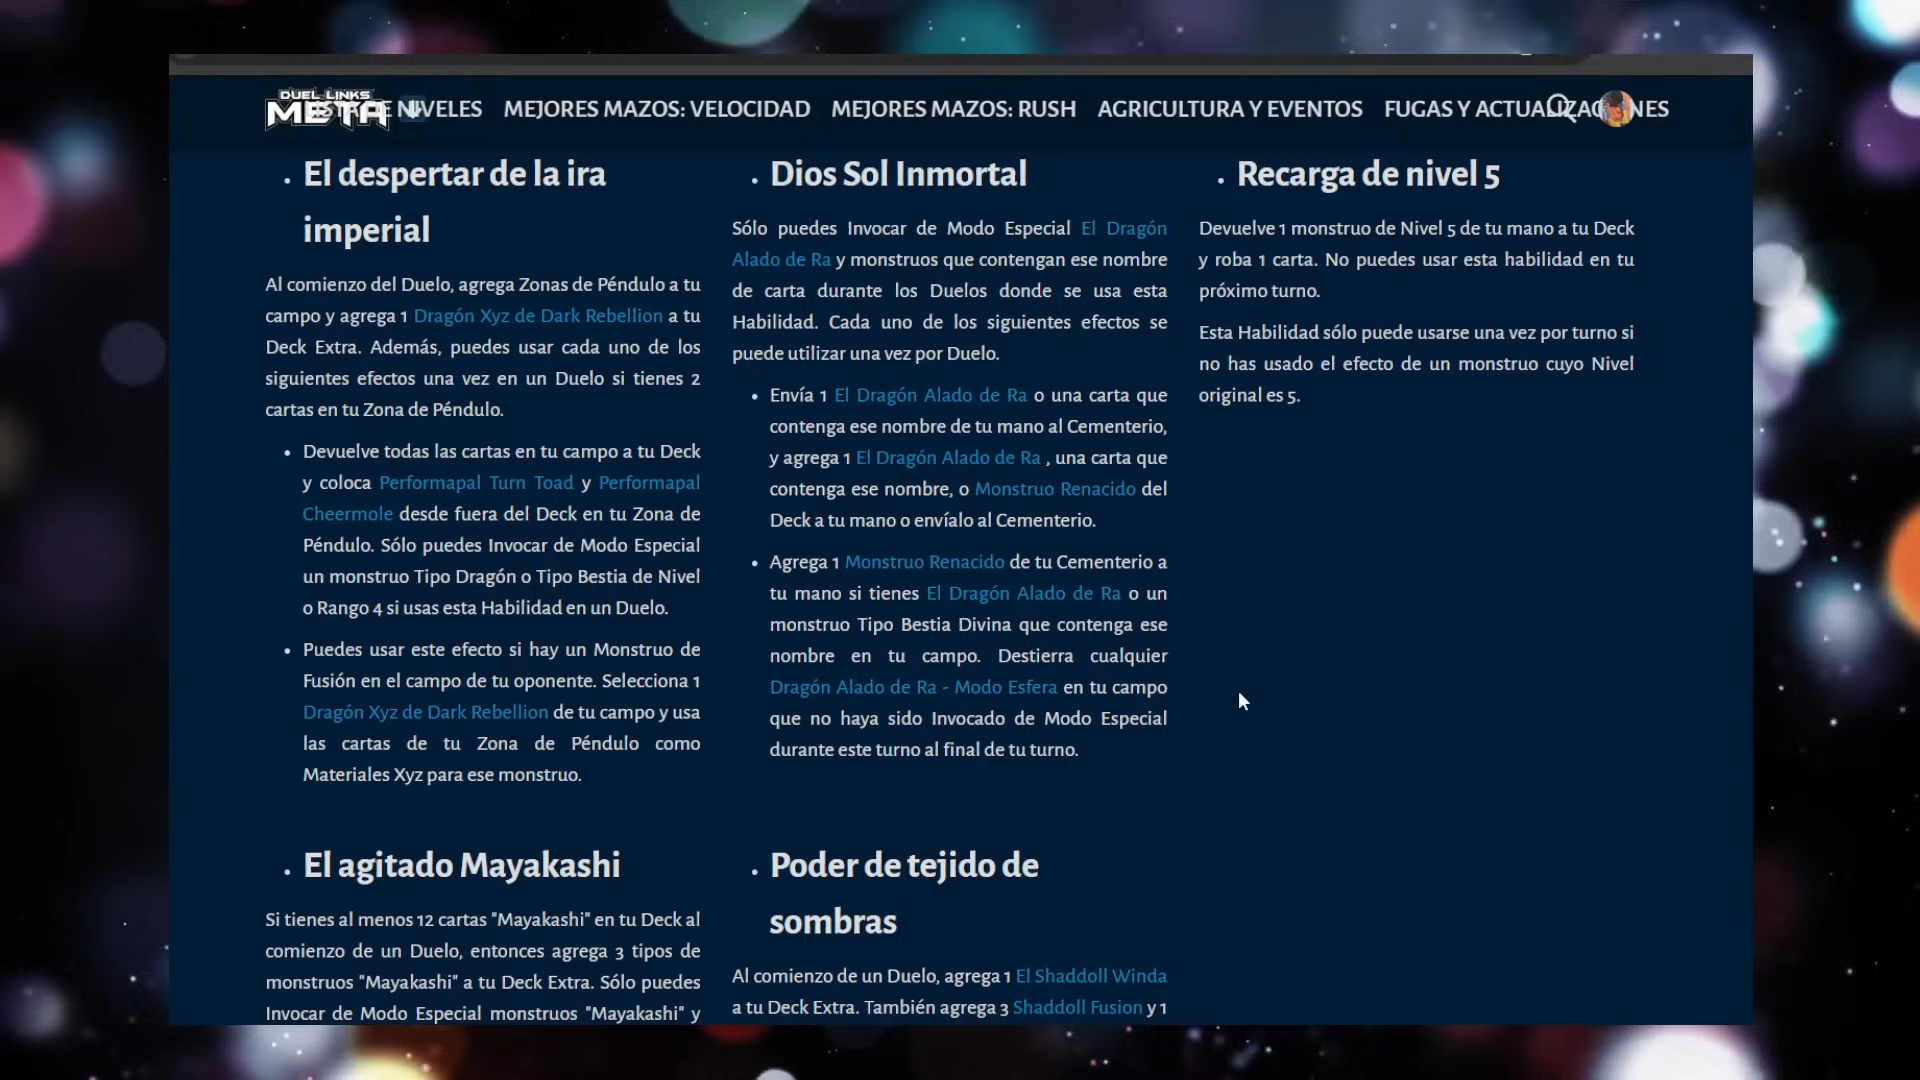 DUEL LINKS
META
NIVELES
MEJORES MAZOS: VELOCIDAD
MEJORES MAZOS: RUSH
AGRICULTURA Y EVENTOS
FUGAS Y ACTUALIZACIONES
• El despertar de la ira
imperial
Al comienzo del Duelo, agrega Zonas de Péndulo a tu
campo y agrega 1 Dragón Xyz de Dark Rebellion a tu
Deck Extra. Además, puedes usar cada uno de los
siguientes efectos una vez en un Duelo si tienes 2
cartas en tu Zona de Péndulo.
• Devuelve todas las cartas en tu campo a tu Deck
y coloca Performapal Turn Toad y Performapal
Cheermole desde fuera del Deck en tu Zona de
Péndulo. Sólo puedes Invocar de Modo Especial
un monstruo Tipo Dragón o Tipo Bestia de Nivel
o Rango 4 si usas esta Habilidad en un Duelo.
• Puedes usar este efecto si hay un Monstruo de
Fusión en el campo de tu oponente. Selecciona 1
Dragón Xyz de Dark Rebellion de tu campo y usa
las cartas de tu Zona de Péndulo como
Materiales Xyz para ese monstruo.
• Dios Sol Inmortal
Sólo puedes Invocar de Modo Especial El Dragón
Alado de Ra y monstruos que contengan ese nombre
de carta durante los Duelos donde se usa esta
Habilidad. Cada uno de los siguientes efectos se
puede utilizar una vez por Duelo.
• Envía 1 El Dragón Alado de Ra o una carta que
contenga ese nombre de tu mano al Cementerio,
y agrega 1 El Dragón Alado de Ra , una carta que
contenga ese nombre, o Monstruo Renacido del
Deck a tu mano o envíalo al Cementerio.
• Agrega 1 Monstruo Renacido de tu Cementerio a
tu mano si tienes El Dragón Alado de Ra o un
monstruo Tipo Bestia Divina que contenga ese
nombre en tu campo. Destierra cualquier
Dragón Alado de Ra - Modo Esfera en tu campo
que no haya sido Invocado de Modo Especial
durante este turno al final de tu turno.
• Recarga de nivel 5
Devuelve 1 monstruo de Nivel 5 de tu mano a tu Deck
y roba 1 carta. No puedes usar esta habilidad en tu
próximo turno.
Esta Habilidad sólo puede usarse una vez por turno si
no has usado el efecto de un monstruo cuyo Nivel
original es 5.
• El agitado Mayakashi
Si tienes al menos 12 cartas "Mayakashi" en tu Deck al
comienzo de un Duelo, entonces agrega 3 tipos de
monstruos "Mayakashi" a tu Deck Extra. Sólo puedes
Invocar de Modo Especial monstruos "Mayakashi" y
• Poder de tejido de
sombras
Al comienzo de un Duelo, agrega 1 El Shaddoll Winda
a tu Deck Extra. También agrega 3 Shaddoll Fusion y 1